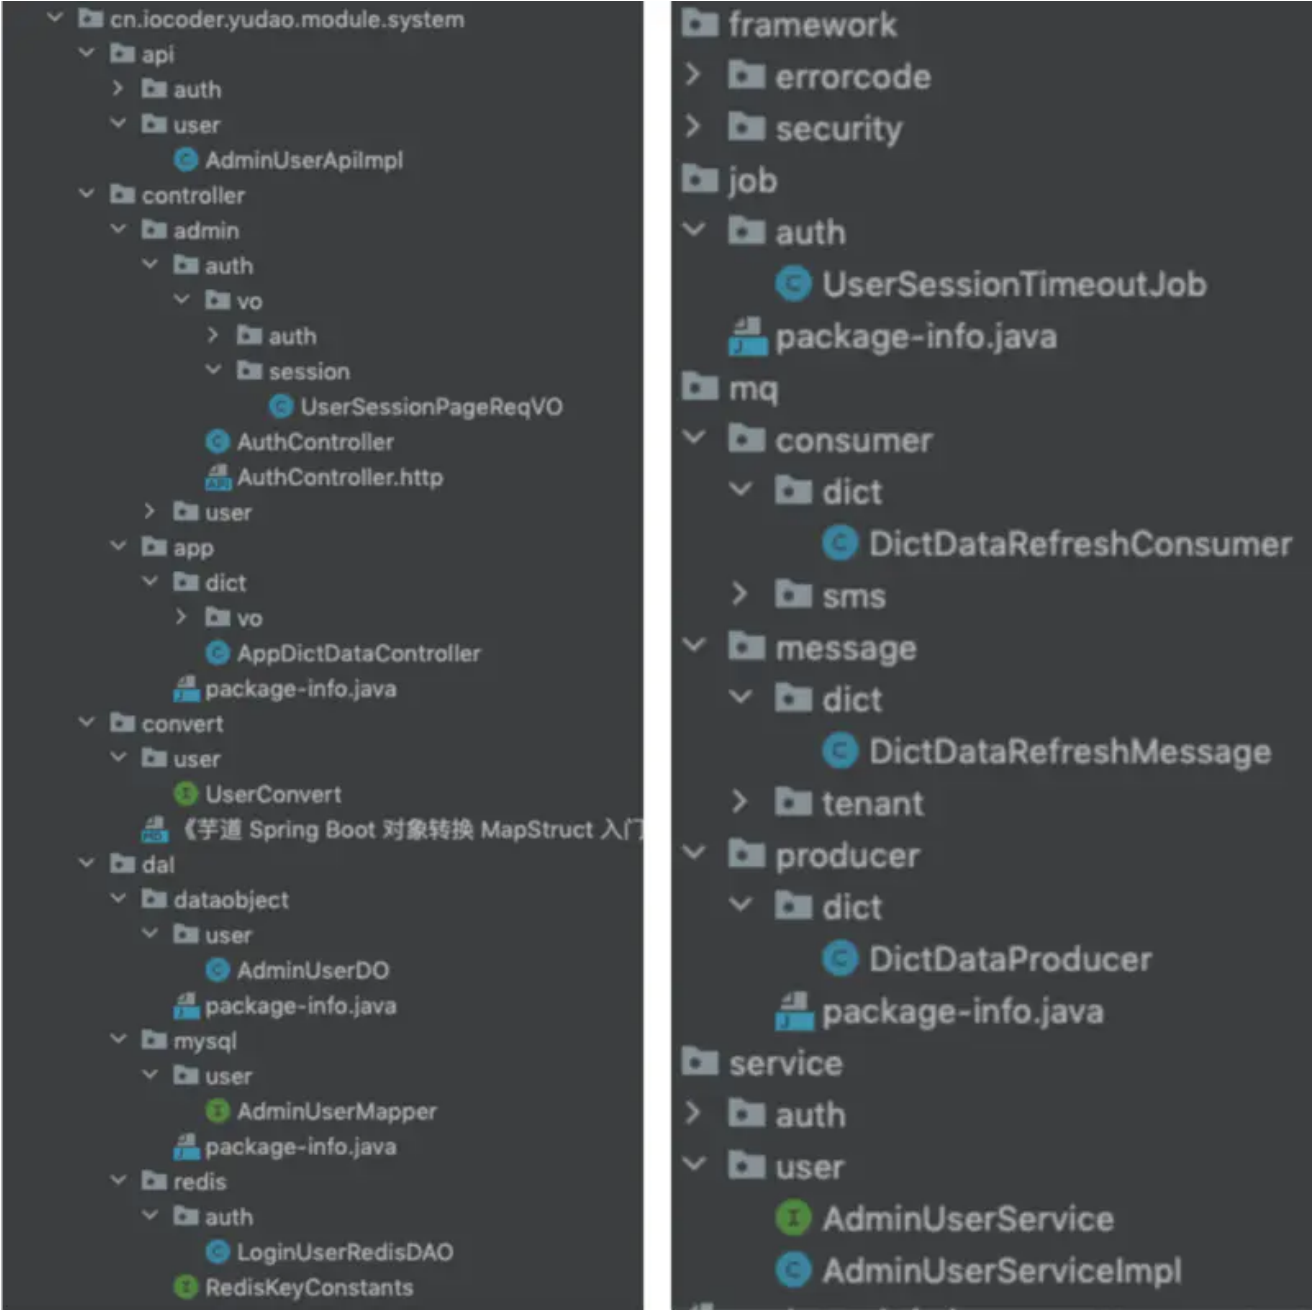 cn.iocoder.yudao.module.system
api
auth
user
AdminUserApiImpl
controller
admin
auth
vo
auth
session
UserSessionPageReqVO
AuthController
AuthController.http
user
app
dict
vo
AppDictDataController
package-info.java
convert
user
UserConvert
《芋道 Spring Boot 对象转换 MapStruct 入门
dal
dataobject
user
AdminUserDO
package-info.java
mysql
user
AdminUserMapper
package-info.java
redis
auth
LoginUserRedisDAO
RedisKeyConstants
framework
errorcode
security
job
auth
UserSessionTimeoutJob
package-info.java
mq
consumer
dict
DictDataRefreshConsumer
sms
message
dict
DictDataRefreshMessage
tenant
producer
dict
DictDataProducer
package-info.java
service
auth
user
AdminUserService
AdminUserServiceImpl